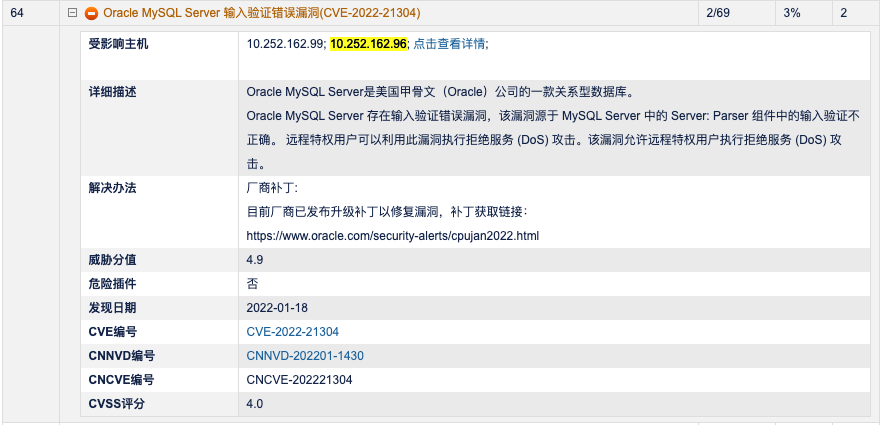 64 Oracle MySQL Server 输入验证错误漏洞(CVE-2022-21304) 2/69 3% 2
受影响主机 10.252.162.99; 10.252.162.96; 点击查看详情;
详细描述 Oracle MySQL Server是美国甲骨文（Oracle）公司的一款关系型数据库。
Oracle MySQL Server 存在输入验证错误漏洞，该漏洞源于 MySQL Server 中的 Server: Parser 组件中的输入验证不
正确。 远程特权用户可以利用此漏洞执行拒绝服务 (DoS) 攻击。该漏洞允许远程特权用户执行拒绝服务 (DoS) 攻
击。
解决办法 厂商补丁:
目前厂商已发布升级补丁以修复漏洞，补丁获取链接：
https://www.oracle.com/security-alerts/cpujan2022.html
威胁分值 4.9
危险插件 否
发现日期 2022-01-18
CVE编号 CVE-2022-21304
CNNVD编号 CNNVD-202201-1430
CNCVE编号 CNCVE-202221304
CVSS评分 4.0